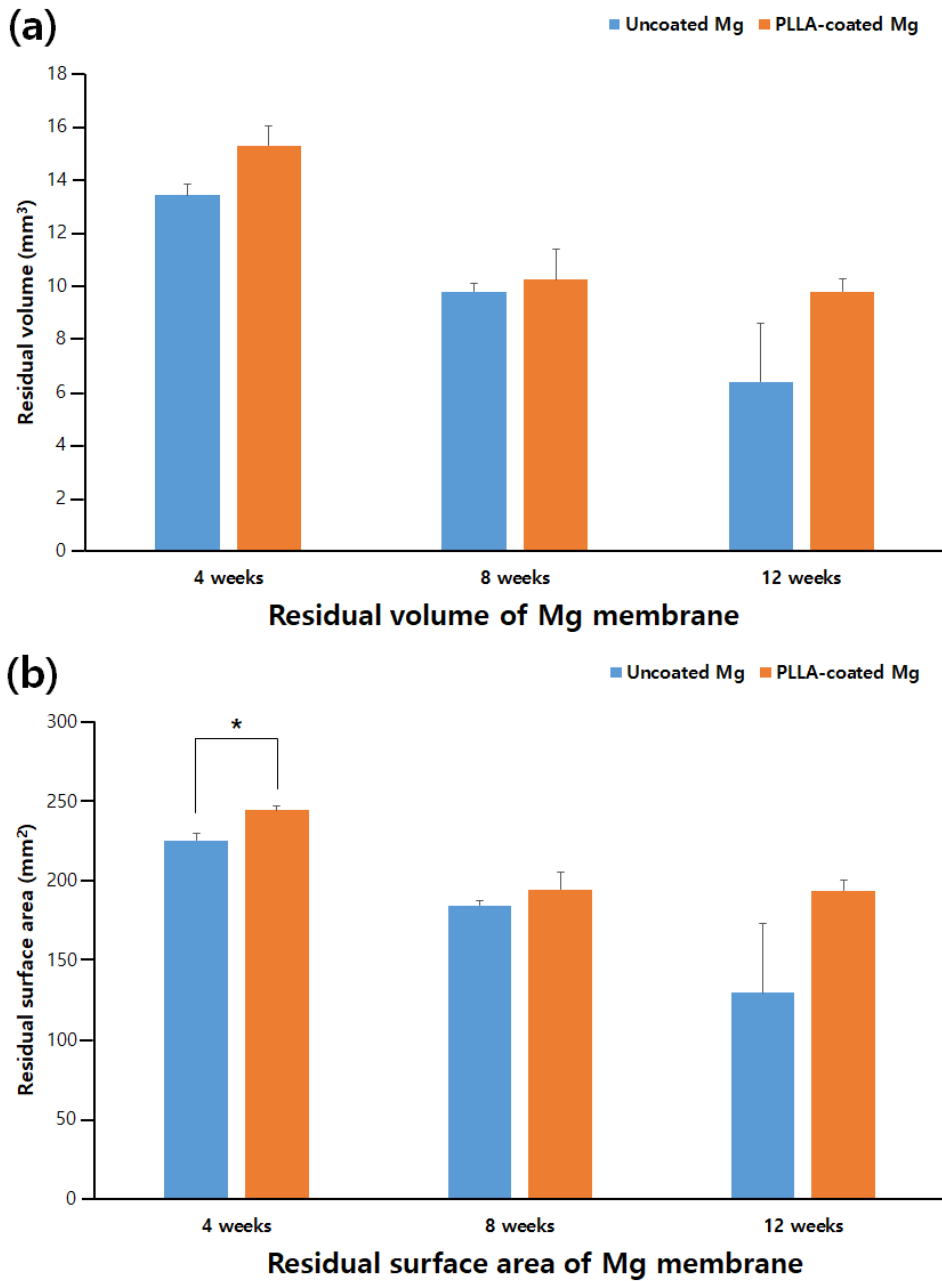 (a)
Uncoated Mg PLLA-coated Mg
Residual volume (mm³)
18
16
14
12
10
8
6
4
2
0
4 weeks 8 weeks 12 weeks
Residual volume of Mg membrane
(b)
Uncoated Mg PLLA-coated Mg
Residual surface area (mm²)
300
250
200
150
100
50
0
*
4 weeks 8 weeks 12 weeks
Residual surface area of Mg membrane